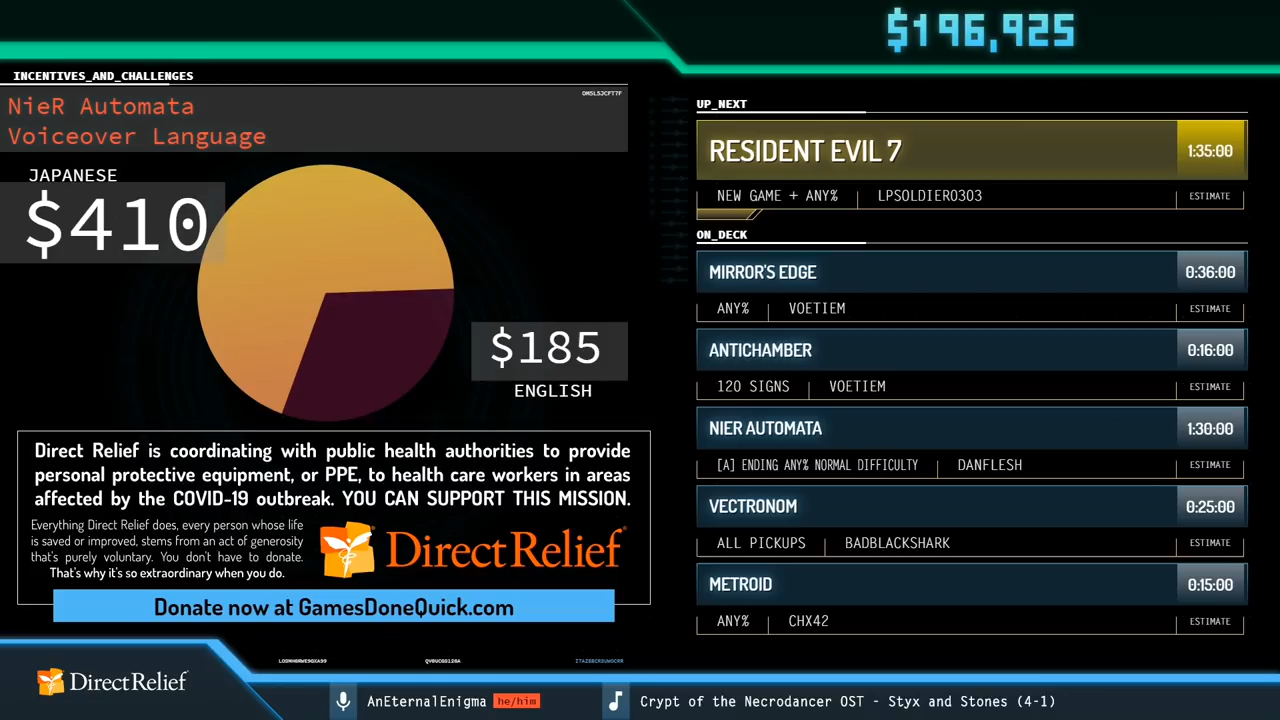 $196,925
INCENTIVES_AND_CHALLENGES
NieR Automata
Voiceover Language
JAPANESE
$410
$185
ENGLISH
Direct Relief is coordinating with public health authorities to provide
personal protective equipment, or PPE, to health care workers in areas
affected by the COVID-19 outbreak. YOU CAN SUPPORT THIS MISSION.
Everything Direct Relief does, every person whose life
is saved or improved, stems from an act of generosity
that's purely voluntary. You don't have to donate.
That's why it's so extraordinary when you do.
DirectRelief
Donate now at GamesDoneQuick.com
UP_NEXT
RESIDENT EVIL 7
1:35:00
NEW GAME + ANY%
LPSOLDIER0303
ESTIMATE
ON_DECK
MIRROR'S EDGE
0:36:00
ANY%
VOETIEM
ESTIMATE
ANTICHAMBER
0:16:00
120 SIGNS
VOETIEM
ESTIMATE
NIER AUTOMATA
1:30:00
[A] ENDING ANY% NORMAL DIFFICULTY
DANFLESH
ESTIMATE
VECTRONOM
0:25:00
ALL PICKUPS
BADBLACKSHARK
ESTIMATE
METROID
0:15:00
ANY%
CHX42
ESTIMATE
DirectRelief
AnEternalEnigma he/him
Crypt of the Necrodancer OST - Styx and Stones (4-1)